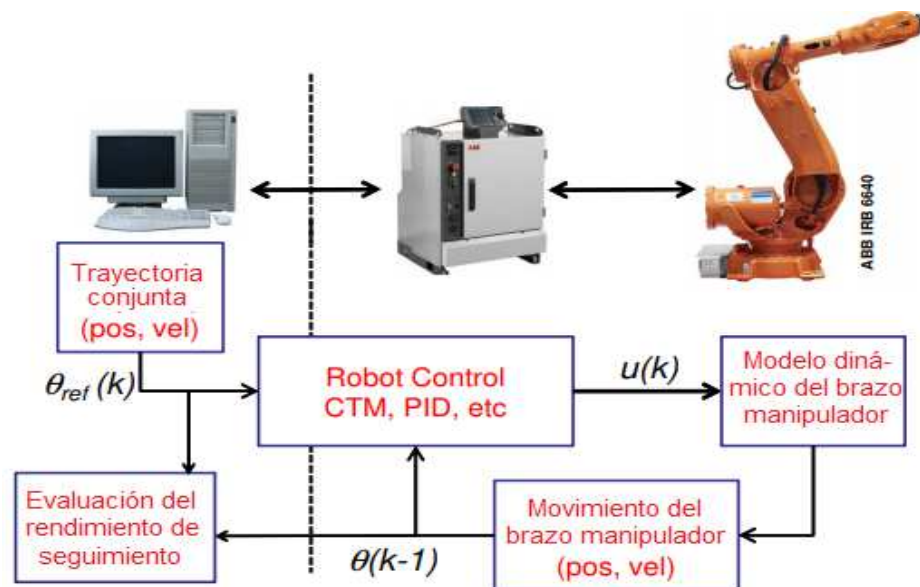 ABB
ABB IRB 6640
Trayectoria
conjunta
(pos, vel)
θref (k)
Robot Control
CTM, PID, etc
u(k)
Modelo diná-
mico del brazo
manipulador
Evaluación del
rendimiento de
seguimiento
θ(k-1)
Movimiento del
brazo manipulador
(pos, vel)